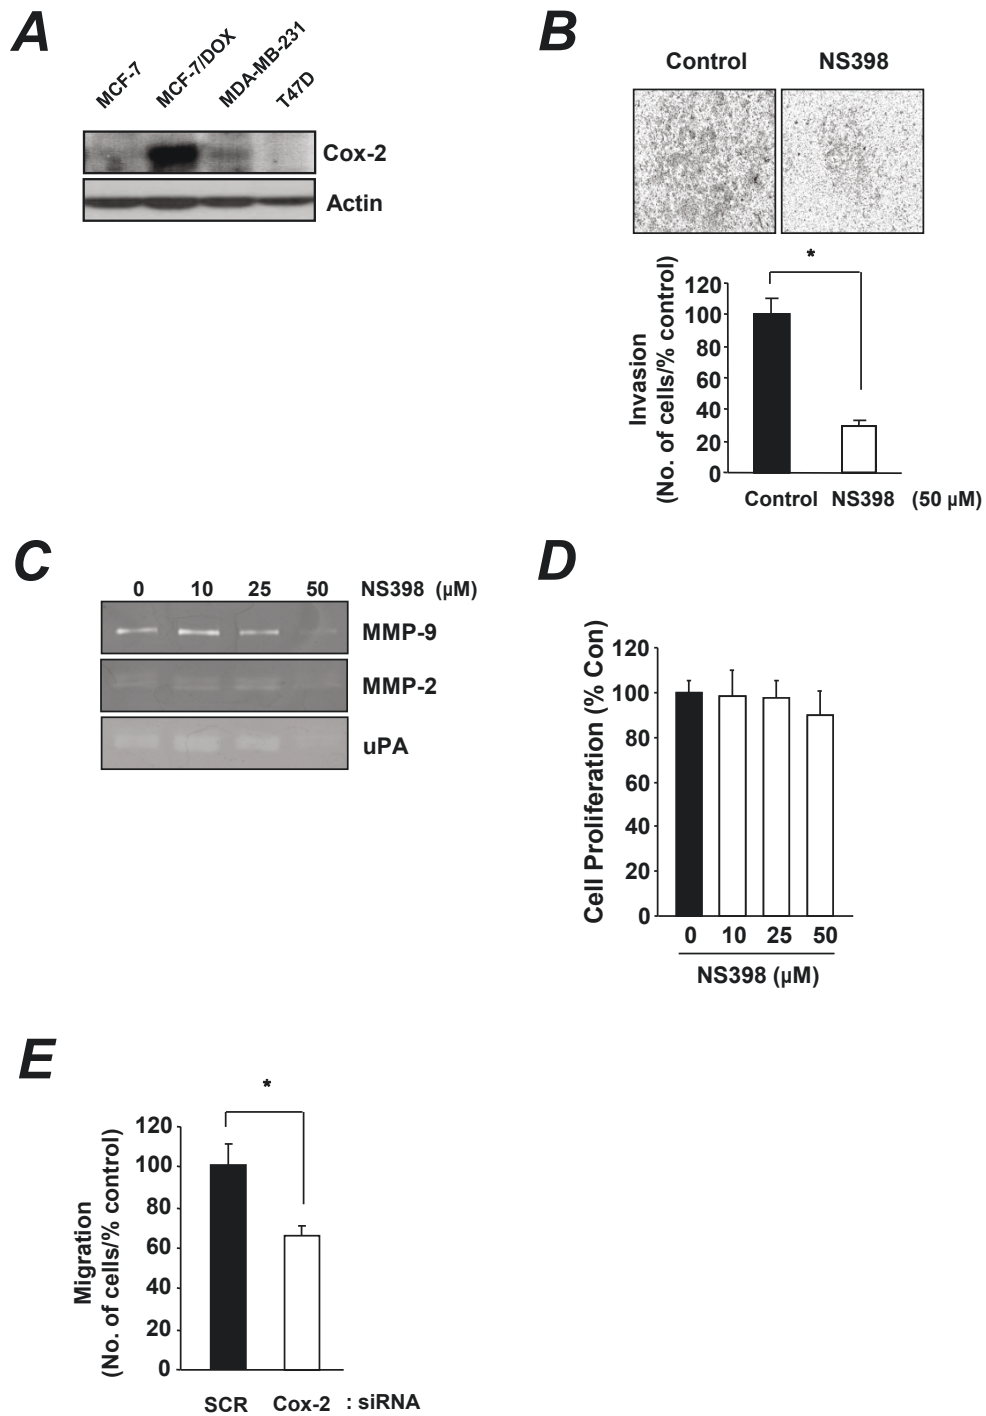 A
MCF-7
MCF-7/DOX
MDA-MB-231
T47D
Cox-2
Actin
B
Control NS398
*
120
100
80
60
40
20
0
Invasion
(No. of cells/% control)
Control NS398 (50 µM)
C
0 10 25 50 NS398 (µM)
MMP-9
MMP-2
uPA
D
120
100
80
60
40
20
0
Cell Proliferation (% Con)
0 10 25 50
NS398 (µM)
E
*
120
100
80
60
40
20
0
Migration
(No. of cells/% control)
SCR Cox-2 : siRNA